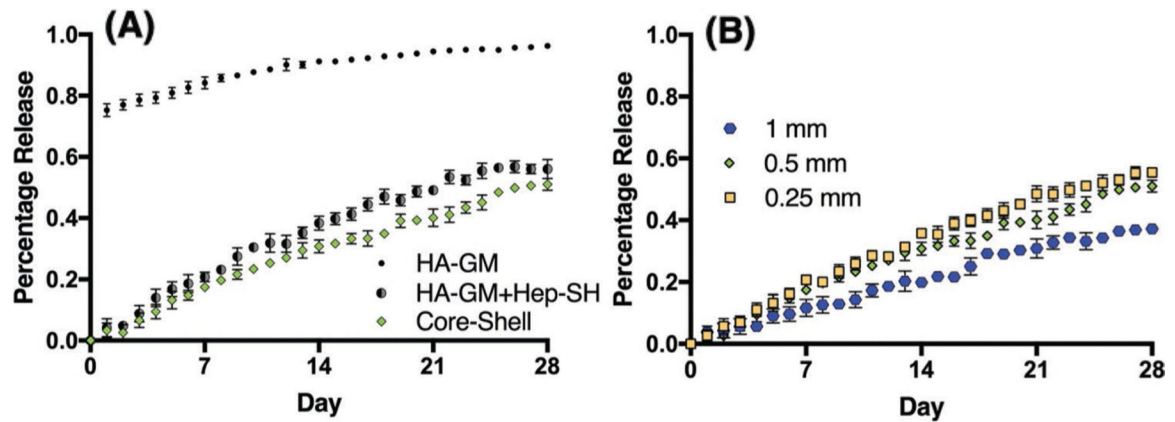 (A)
Percentage Release
1.0
0.8
0.6
0.4
0.2
0.0
HA-GM
HA-GM+Hep-SH
Core-Shell
0 7 14 21 28
Day
(B)
Percentage Release
1.0
0.8
0.6
0.4
0.2
0.0
1 mm
0.5 mm
0.25 mm
0 7 14 21 28
Day